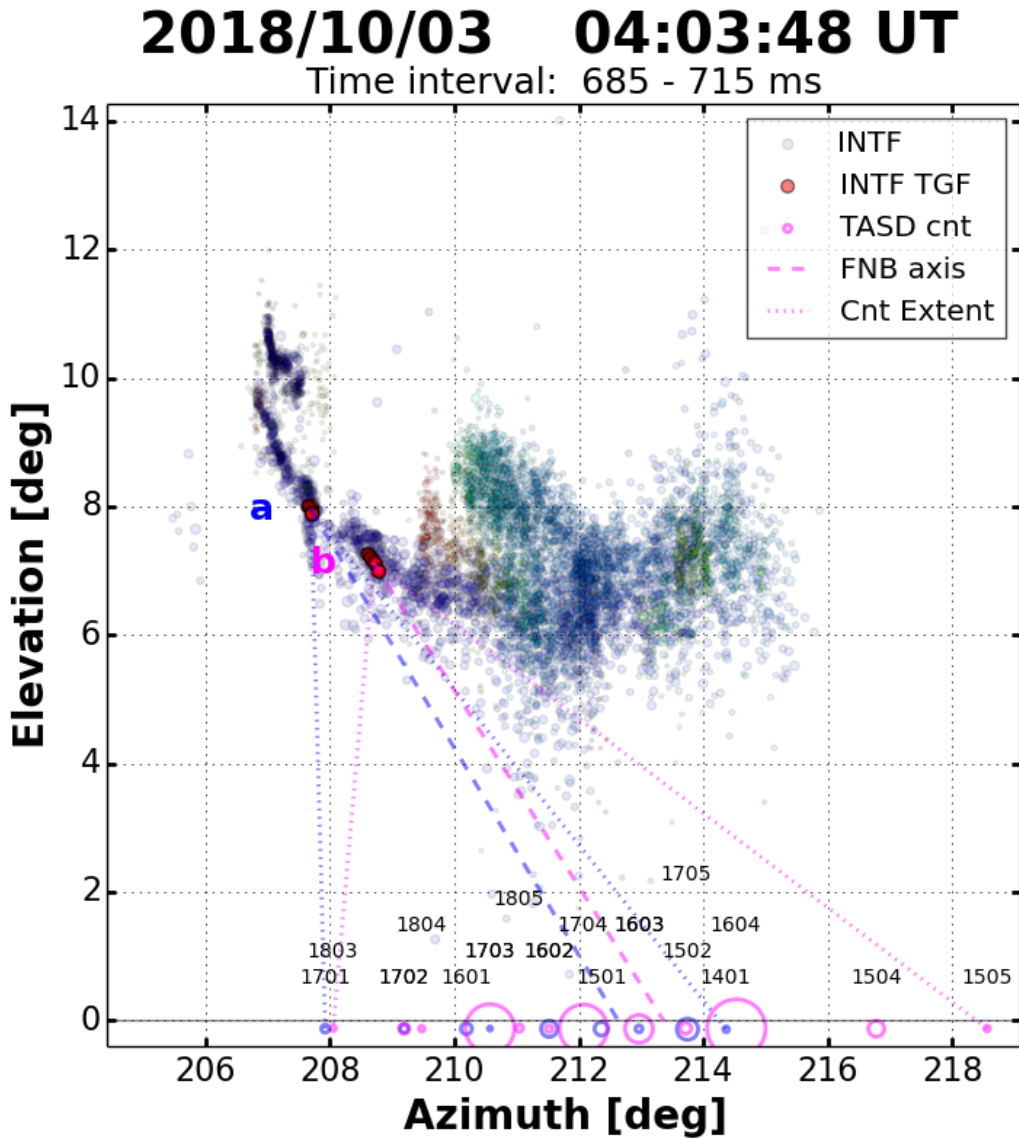 2018/10/03 04:03:48 UT
Time interval: 685 - 715 ms
14
12
10
8
6
4
2
0
Elevation [deg]
INTF
INTF TGF
TASD cnt
FNB axis
Cnt Extent
a
b
1705
1805
1804
1704
1603
1604
1803
1703
1602
1502
1701
1702
1601
1501
1401
1504
1505
206
208
210
212
214
216
218
Azimuth [deg]